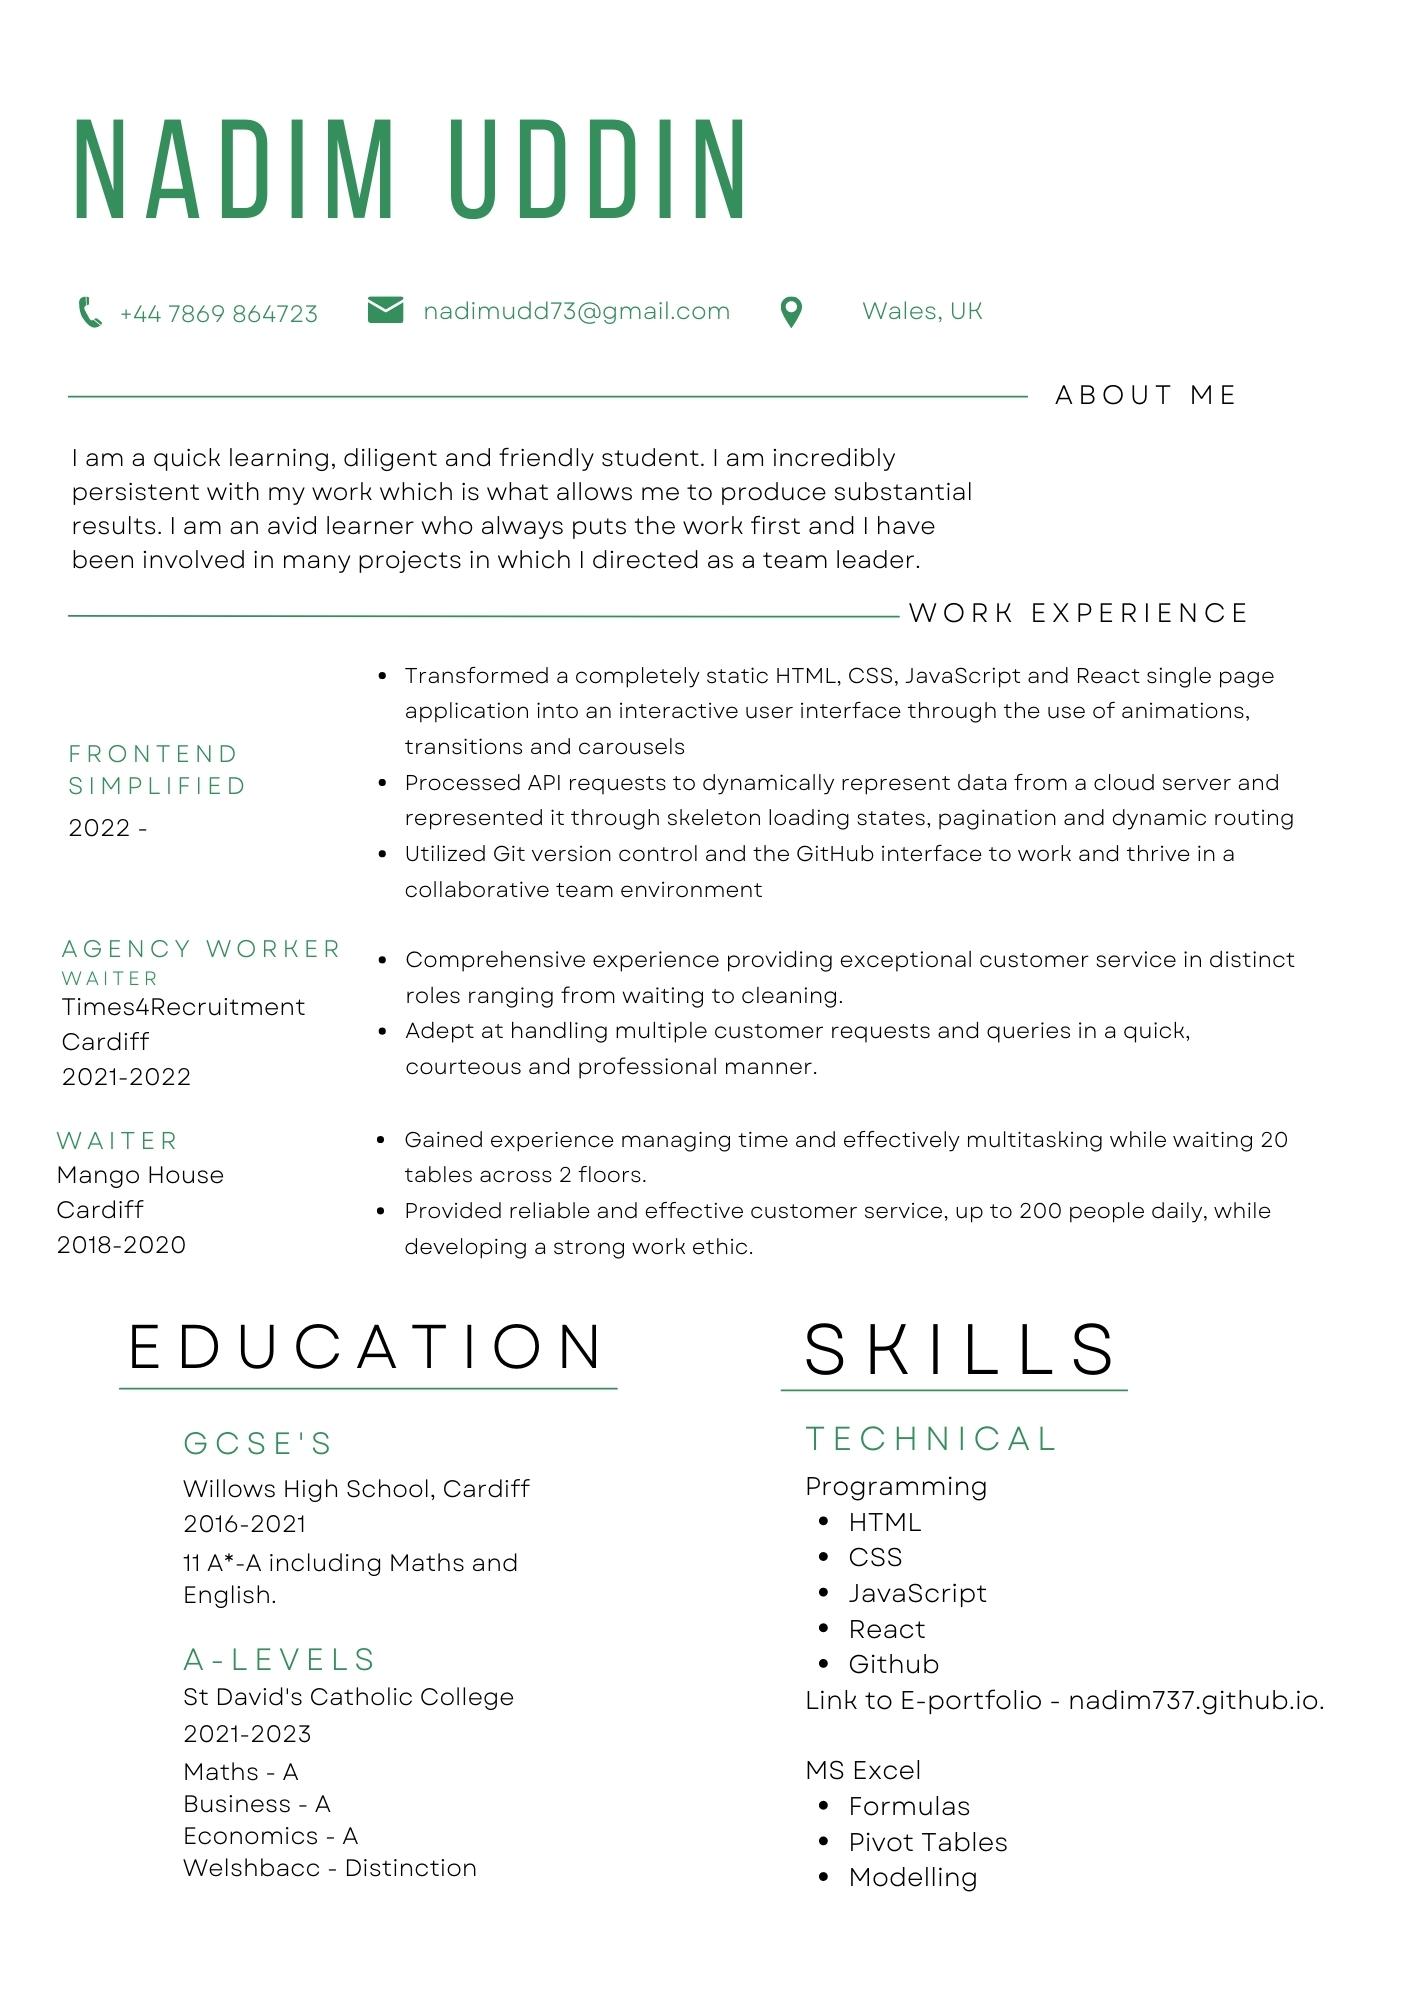 NADIM UDDIN
+44 7869 864723 nadimudd73@gmail.com Wales, UK
ABOUT ME
I am a quick learning, diligent and friendly student. I am incredibly
persistent with my work which is what allows me to produce substantial
results. I am an avid learner who always puts the work first and I have
been involved in many projects in which I directed as a team leader.
WORK EXPERIENCE
FRONTEND
SIMPLIFIED
2022 -
• Transformed a completely static HTML, CSS, JavaScript and React single page
application into an interactive user interface through the use of animations,
transitions and carousels
• Processed API requests to dynamically represent data from a cloud server and
represented it through skeleton loading states, pagination and dynamic routing
• Utilized Git version control and the GitHub interface to work and thrive in a
collaborative team environment
AGENCY WORKER
WAITER
Times4Recruitment
Cardiff
2021-2022
• Comprehensive experience providing exceptional customer service in distinct
roles ranging from waiting to cleaning.
• Adept at handling multiple customer requests and queries in a quick,
courteous and professional manner.
WAITER
Mango House
Cardiff
2018-2020
• Gained experience managing time and effectively multitasking while waiting 20
tables across 2 floors.
• Provided reliable and effective customer service, up to 200 people daily, while
developing a strong work ethic.
EDUCATION
GCSE'S
Willows High School, Cardiff
2016-2021
11 A*-A including Maths and
English.
A-LEVELS
St David's Catholic College
2021-2023
Maths - A
Business - A
Economics - A
Welshbacc - Distinction
SKILLS
TECHNICAL
Programming
• HTML
• CSS
• JavaScript
• React
• Github
Link to E-portfolio - nadim737.github.io.
MS Excel
• Formulas
• Pivot Tables
• Modelling